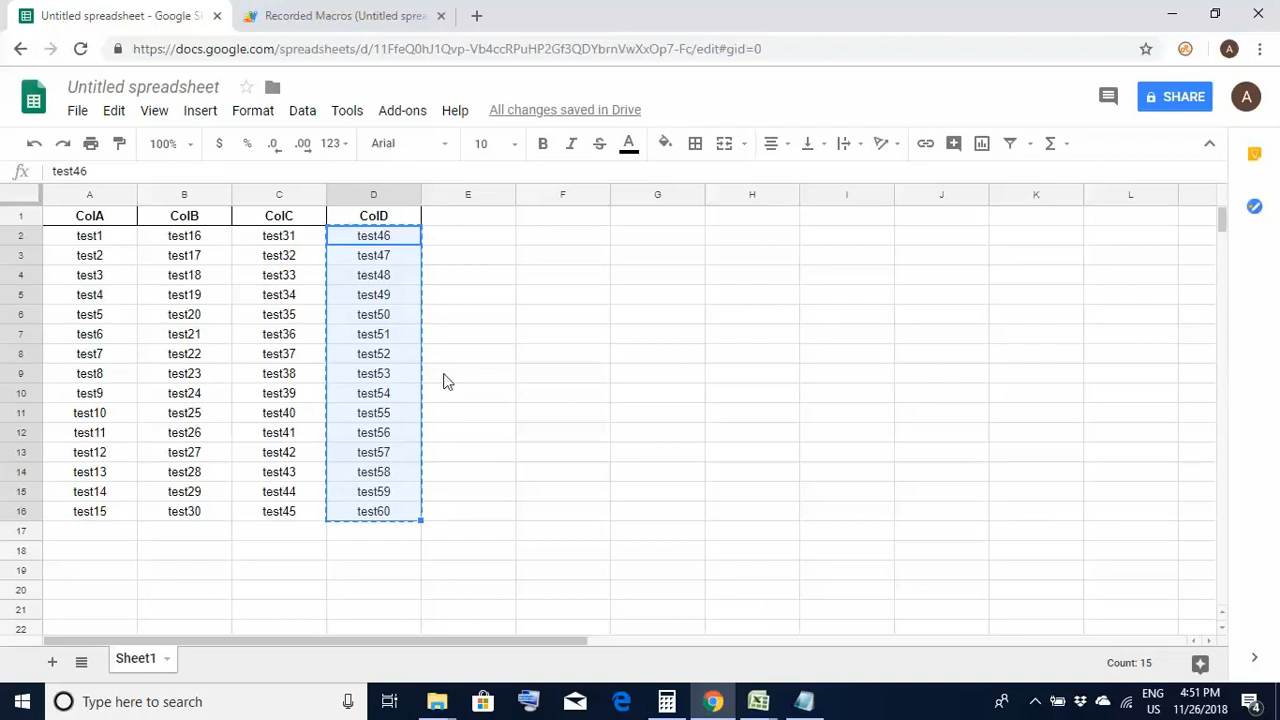 Untitled spreadsheet - Google S
Recorded Macros (Untitled sprea
https://docs.google.com/spreadsheets/d/11FfeQ0hJ1Qvp-Vb4ccRPuHP2Gf3QDYbrnVwXxOp7-Fc/edit#gid=0
A
Untitled spreadsheet
File Edit View Insert Format Data Tools Add-ons Help All changes saved in Drive
SHARE
A
100% $ % .0 .00 123 Arial 10 B I S A Σ
fx test46
A B C D E F G H I J K L
1 ColA ColB ColC ColD
2 test1 test16 test31 test46
3 test2 test17 test32 test47
4 test3 test18 test33 test48
5 test4 test19 test34 test49
6 test5 test20 test35 test50
7 test6 test21 test36 test51
8 test7 test22 test37 test52
9 test8 test23 test38 test53
10 test9 test24 test39 test54
11 test10 test25 test40 test55
12 test11 test26 test41 test56
13 test12 test27 test42 test57
14 test13 test28 test43 test58
15 test14 test29 test44 test59
16 test15 test30 test45 test60
17
18
19
20
21
22
Sheet1
Count: 15
Type here to search
ENG
US
4:51 PM
11/26/2018
4